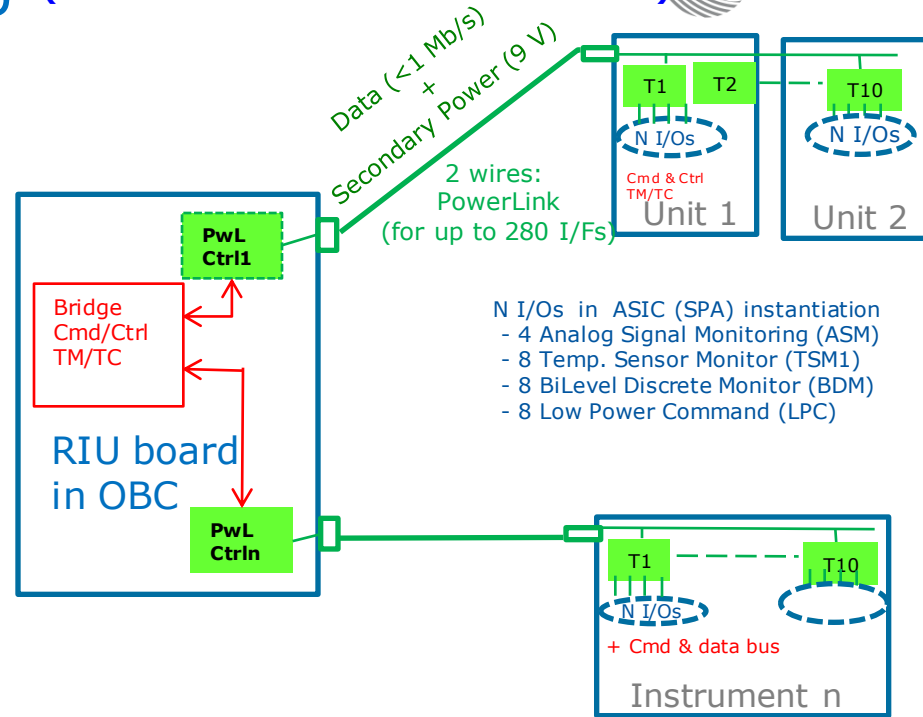 Data (<1 Mb/s)
+
Secondary Power (9 V)
2 wires:
PowerLink
(for up to 280 I/Fs)
T1
T2
T10
N I/Os
N I/Os
Cmd & Ctrl
TM/TC
Unit 1
Unit 2
PwL
Ctrl1
Bridge
Cmd/Ctrl
TM/TC
RIU board
in OBC
PwL
Ctrln
N I/Os in ASIC (SPA) instantiation
- 4 Analog Signal Monitoring (ASM)
- 8 Temp. Sensor Monitor (TSM1)
- 8 BiLevel Discrete Monitor (BDM)
- 8 Low Power Command (LPC)
T1
T10
N I/Os
+ Cmd & data bus
Instrument n